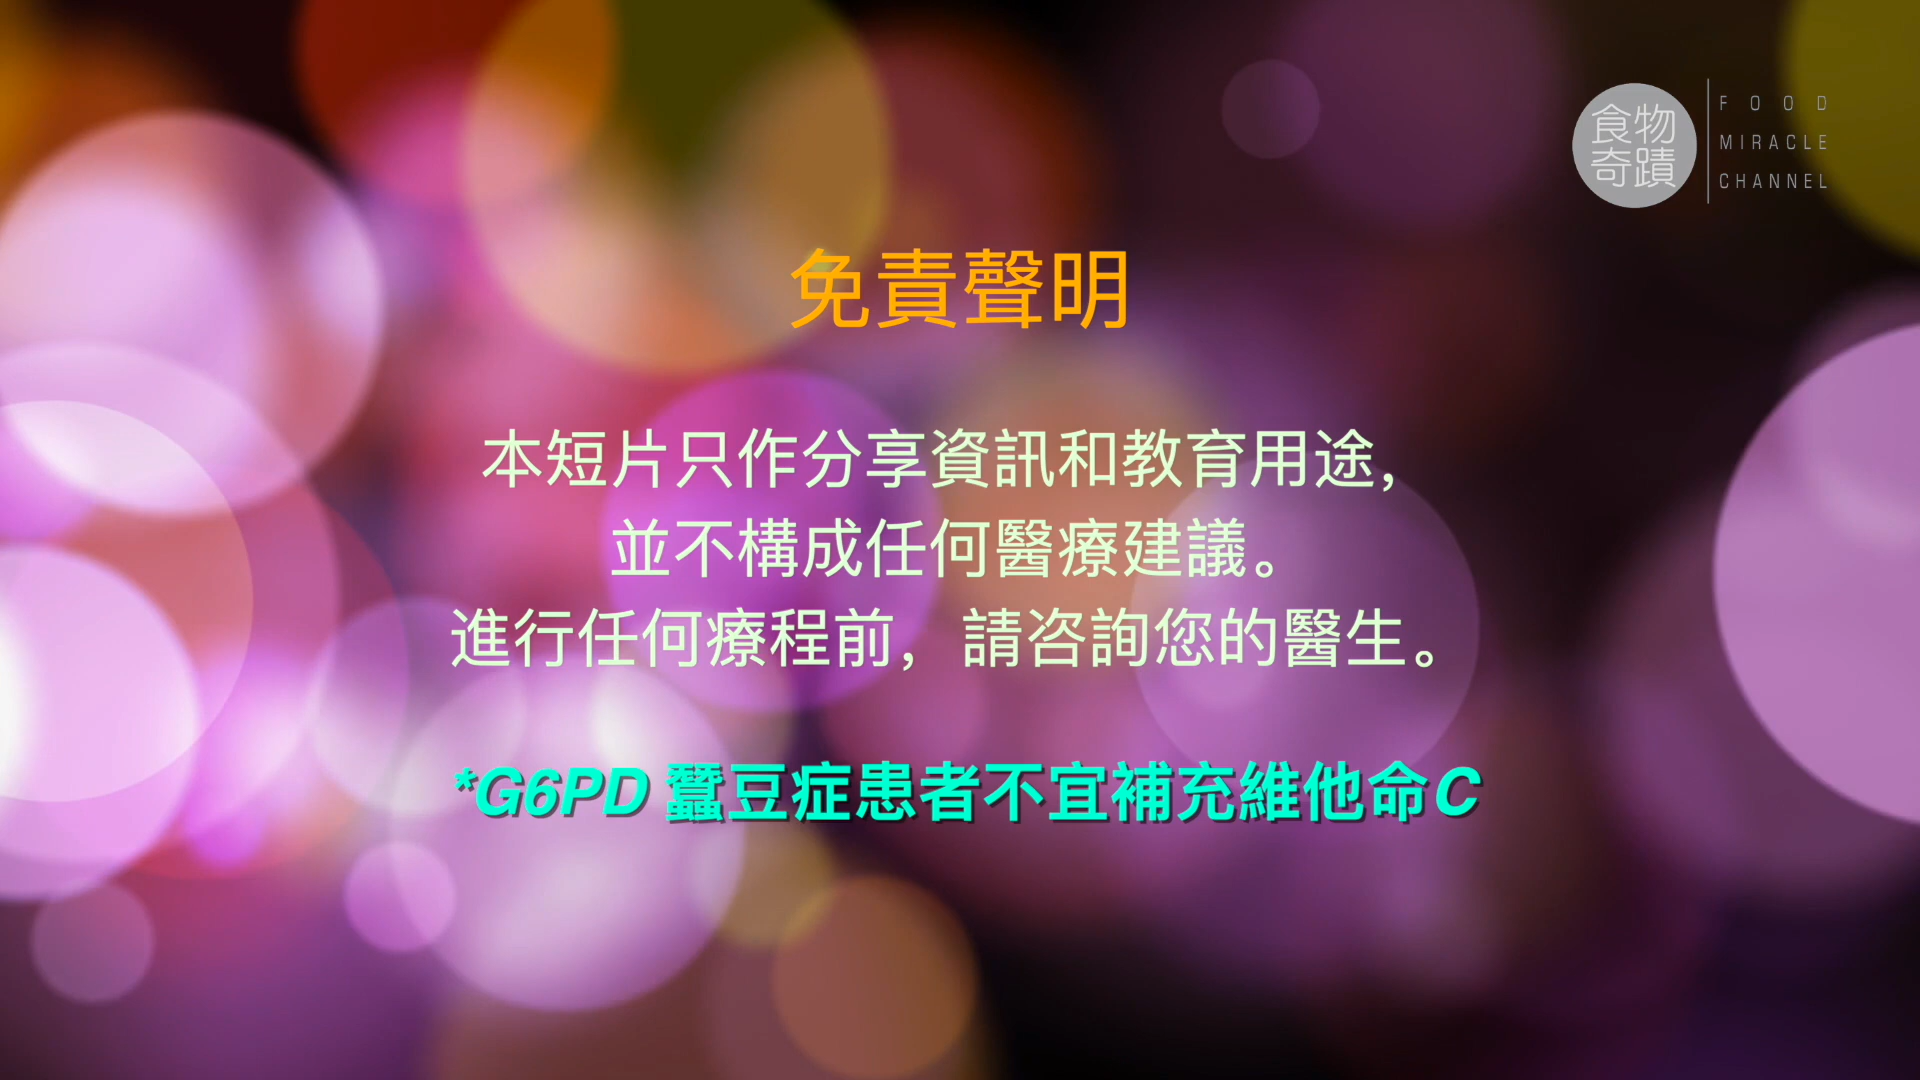 食物
奇蹟
FOOD
MIRACLE
CHANNEL
免責聲明
本短片只作分享資訊和教育用途，
並不構成任何醫療建議。
進行任何療程前，請咨詢您的醫生。
*G6PD 蠶豆症患者不宜補充維他命C